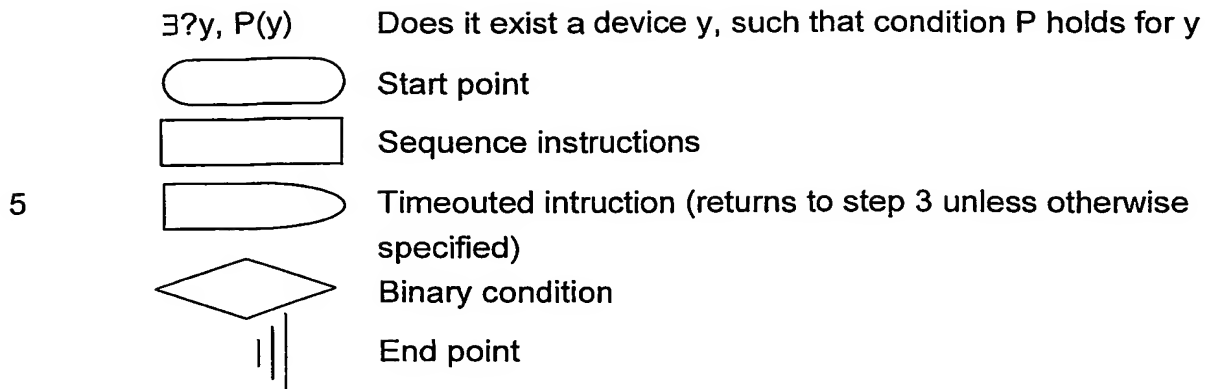 ∃?y, P(y) Does it exist a device y, such that condition P holds for y
Start point
Sequence instructions
5 Timeouted intruction (returns to step 3 unless otherwise
specified)
Binary condition
End point